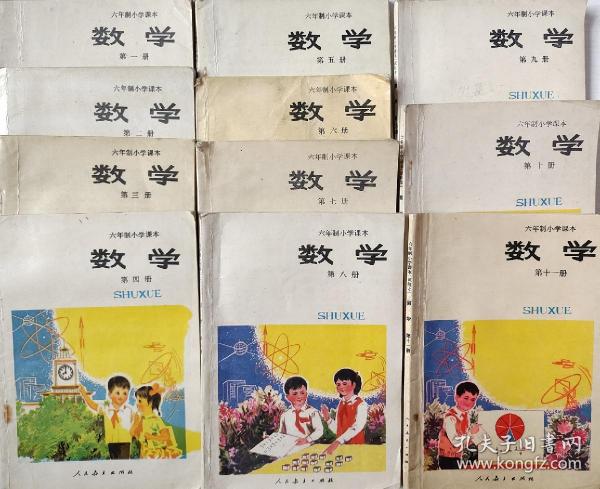 六年制小学课本
数学
第一册
六年制小学课本
数学
第二册
六年制小学课本
数学
第三册
六年制小学课本
数学
第四册
SHUXUE
人民教育出版社
六年制小学课本
数学
第五册
六年制小学课本
数学
第六册
六年制小学课本
数学
第七册
六年制小学课本
数学
第八册
SHUXUE
人民教育出版社
六年制小学课本
数学
第九册
SHUXUE
六年制小学课本
数学
第十册
SHUXUE
六年制小学课本
数学
第十一册
SHUXUE
人民教育出版社
孔夫子旧书网
www.kongfz.com